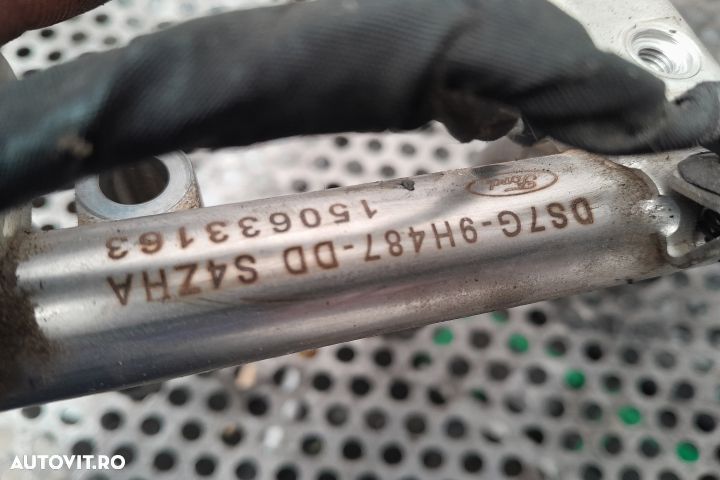 Ford
DS7G-9H487-DD S4ZHA
150633163
AUTOVIT.RO